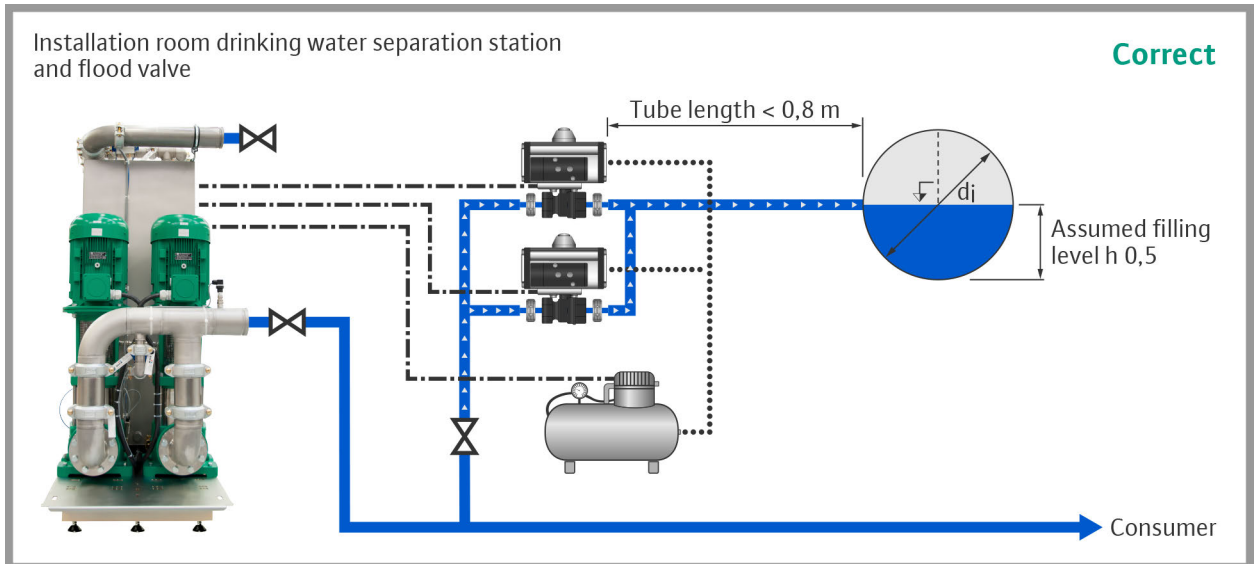 Installation room drinking water separation station
and flood valve
Correct
Tube length < 0,8 m
di
Assumed filling
level h 0,5
Consumer